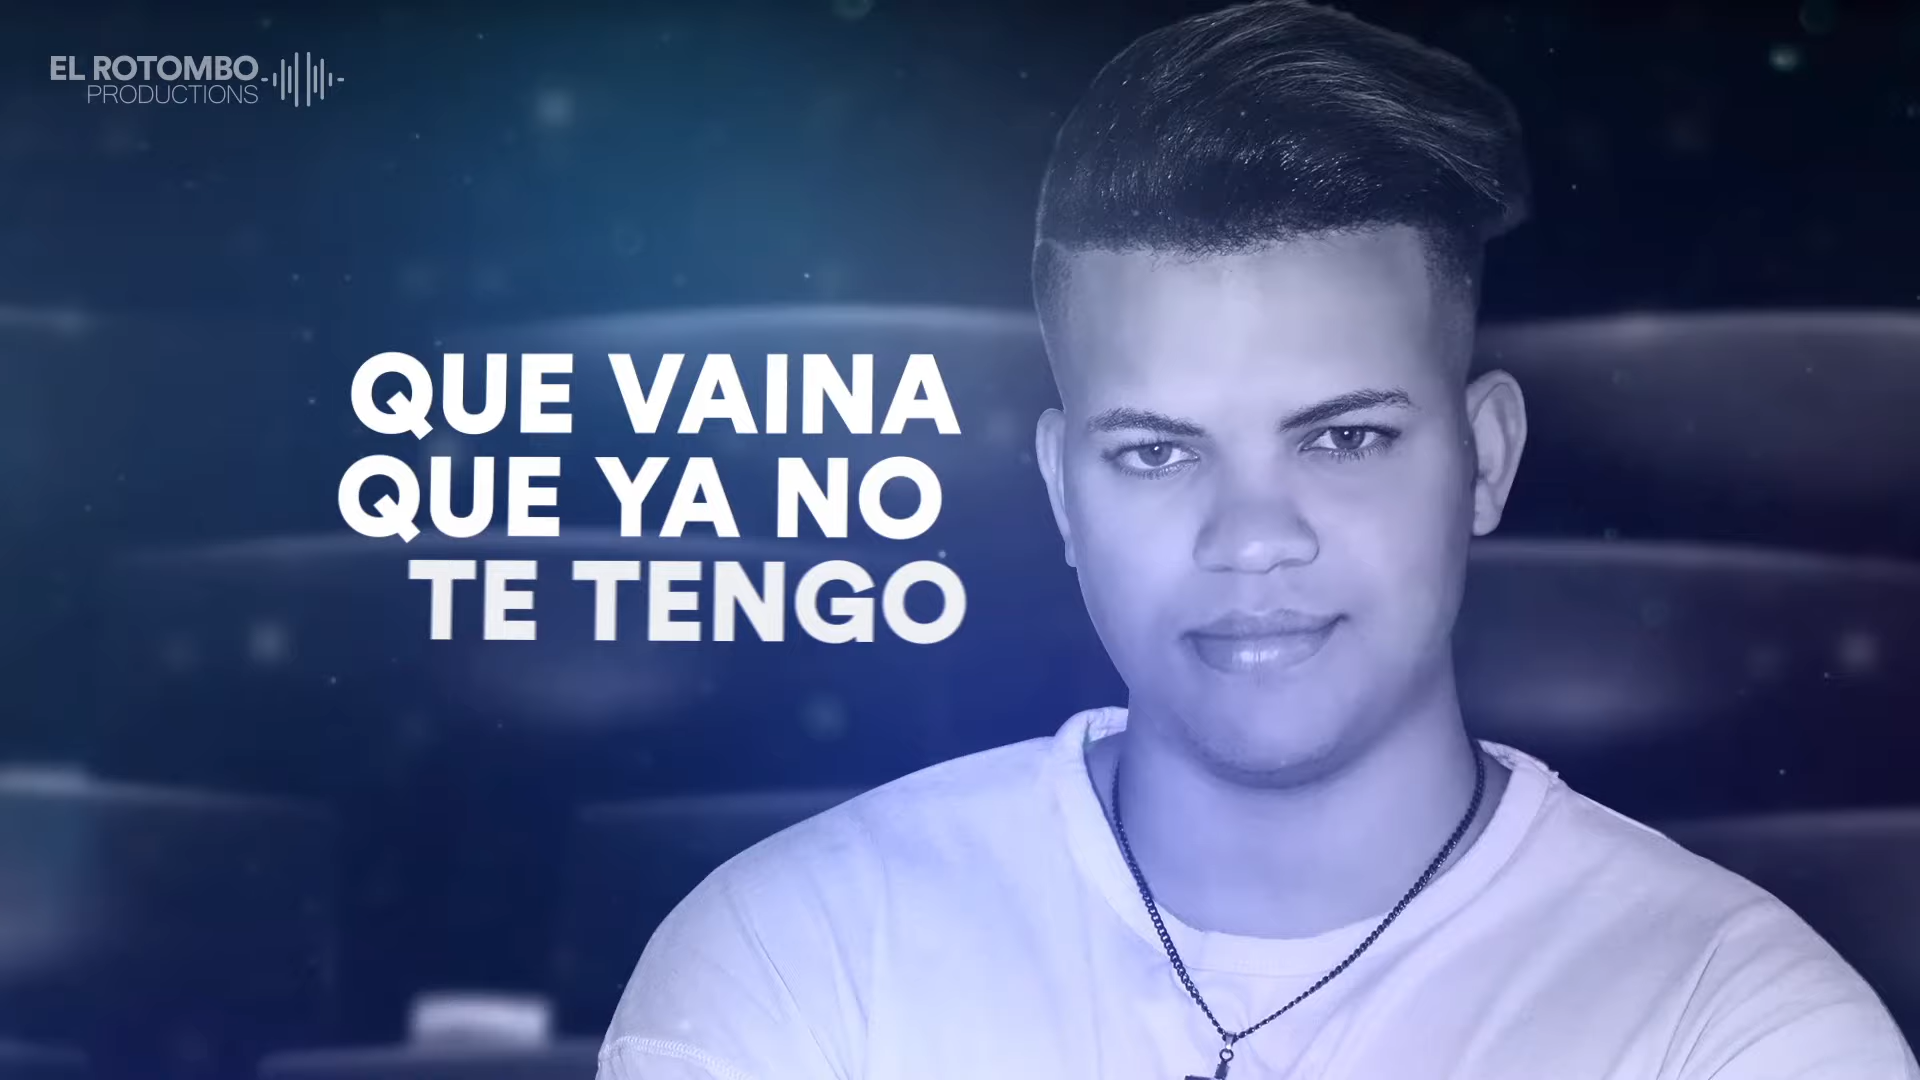 EL ROTOMBO
PRODUCTIONS
QUE VAINA
QUE YA NO
TE TENGO